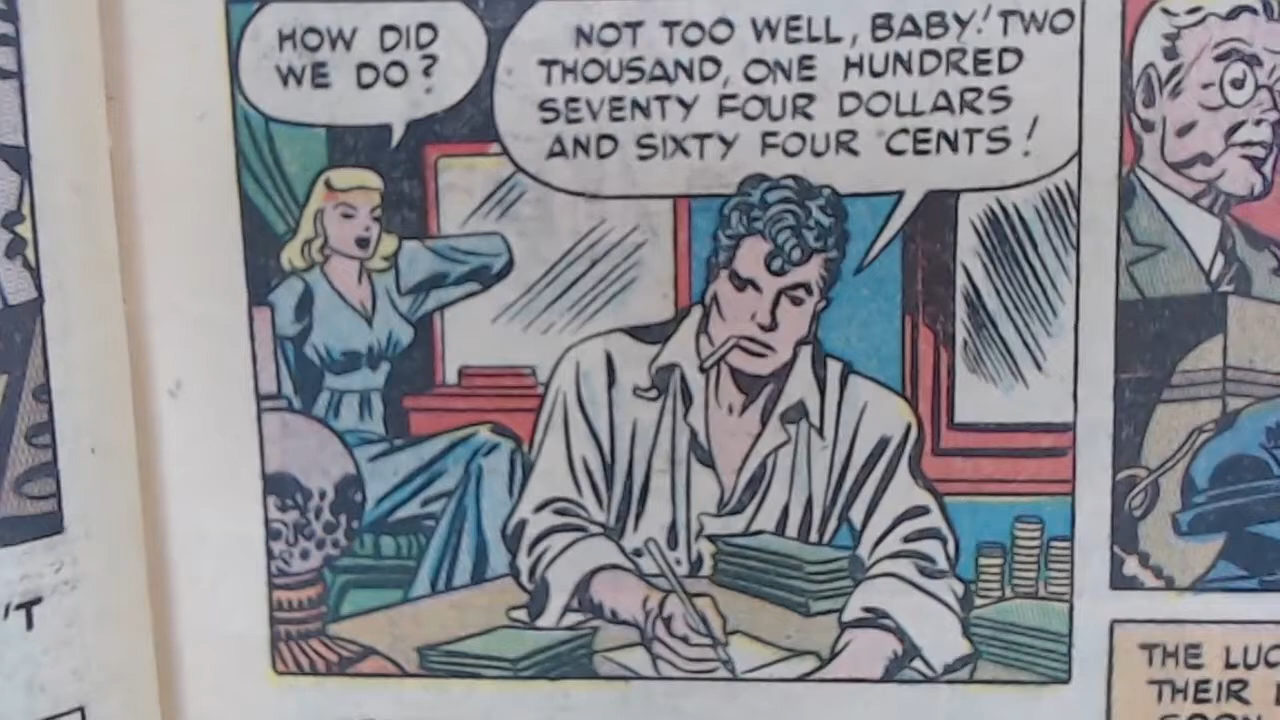 HOW DID
WE DO?
NOT TOO WELL, BABY! TWO
THOUSAND, ONE HUNDRED
SEVENTY FOUR DOLLARS
AND SIXTY FOUR CENTS!
'T
THE
THEIR